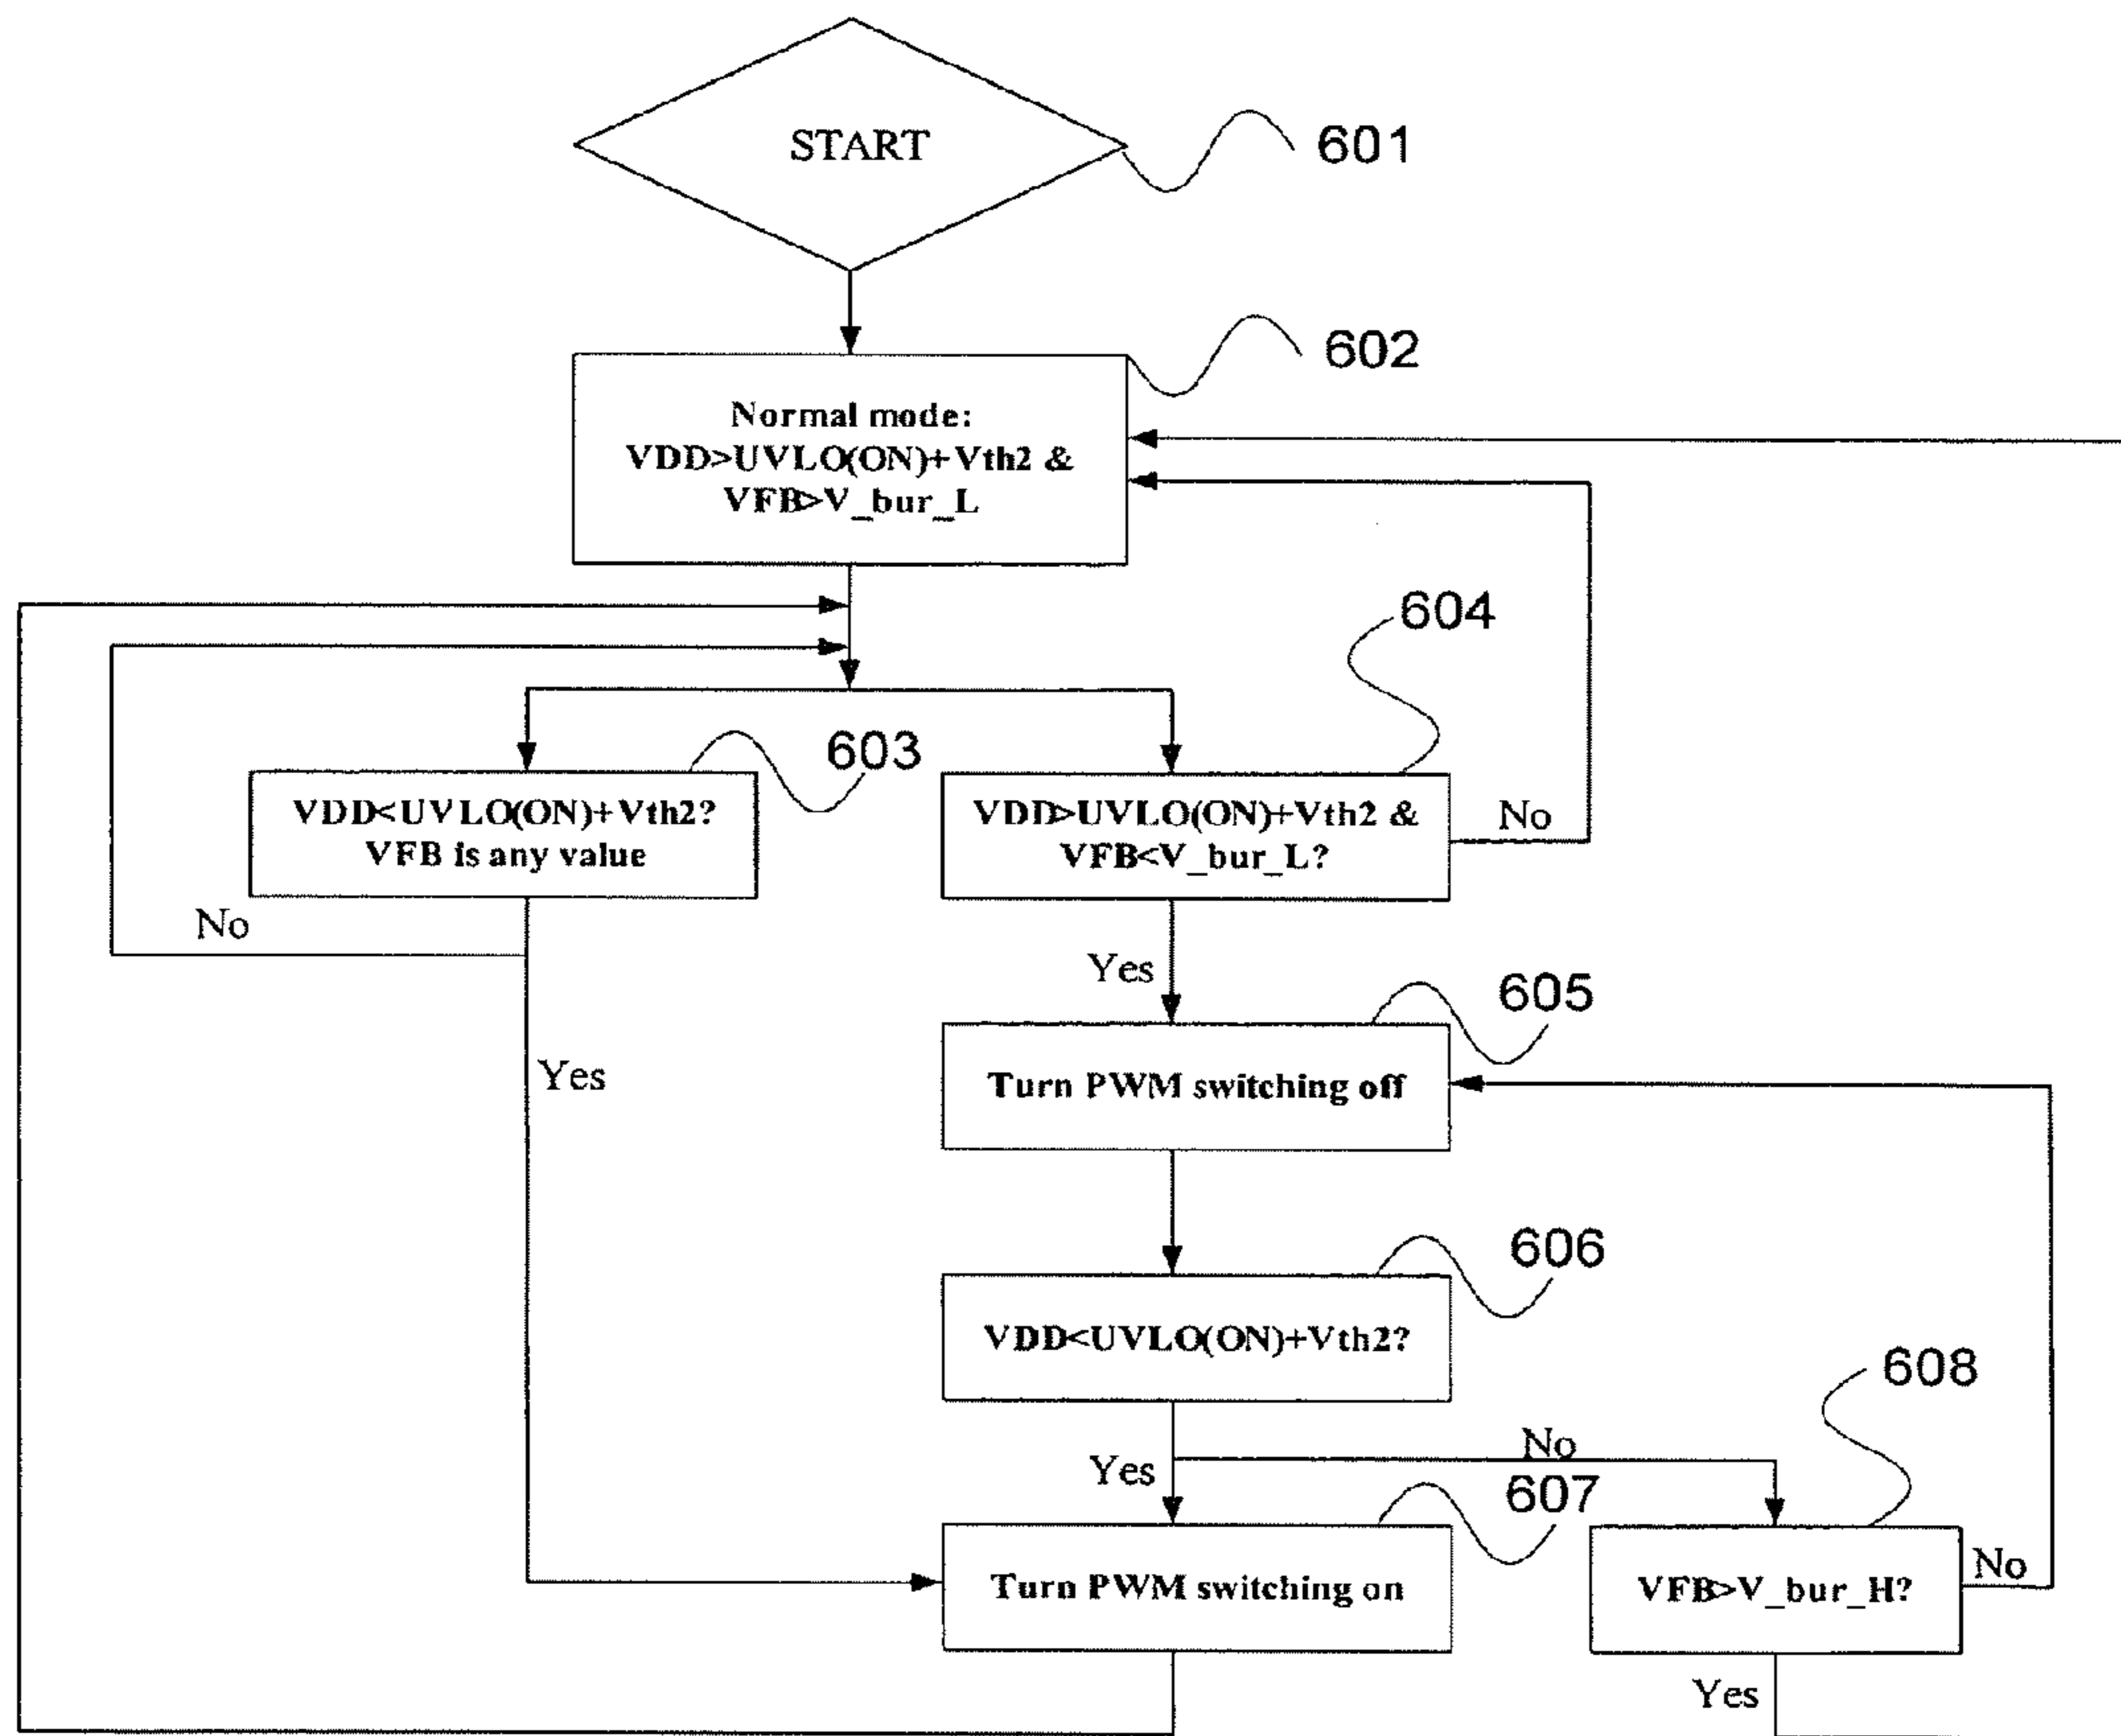 START
601
602
Normal mode:
VDD>UVLO(ON)+Vth2 &
VFB>V_bur_L
604
603
VDD<UVLO(ON)+Vth2?
VFB is any value
VDD>UVLO(ON)+Vth2 &
VFB<V_bur_L?
No
No
Yes
605
Yes
Turn PWM switching off
606
VDD<UVLO(ON)+Vth2?
608
No
Yes
607
Turn PWM switching on
VFB>V_bur_H?
No
Yes